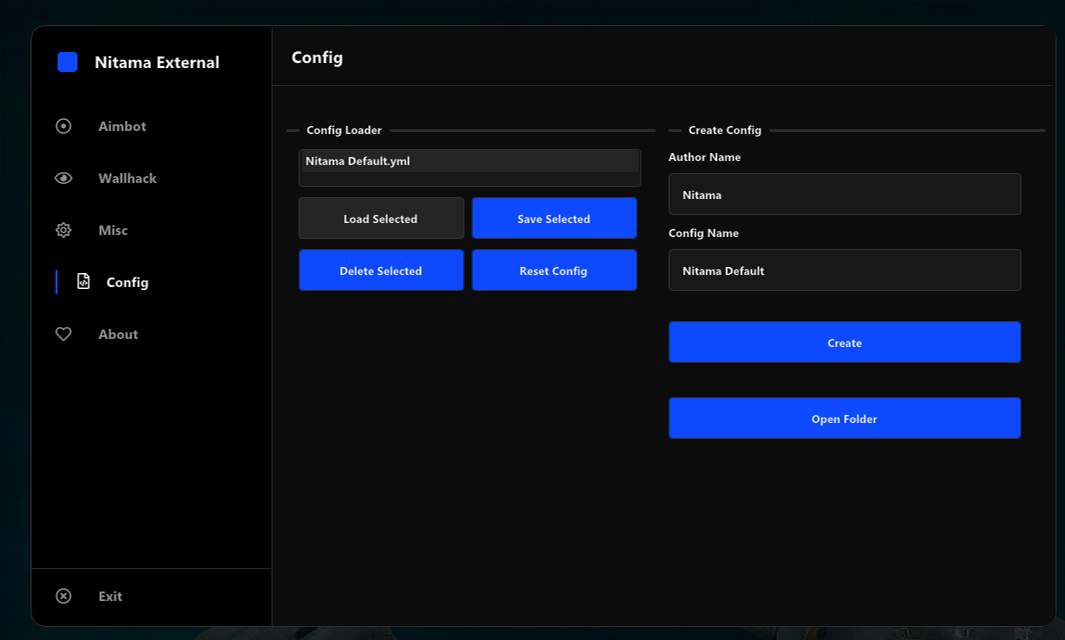 Nitama External
Aimbot
Wallhack
Misc
Config
About
Exit
Config
Config Loader
Nitama Default.yml
Load Selected
Save Selected
Delete Selected
Reset Config
Create Config
Author Name
Nitama
Config Name
Nitama Default
Create
Open Folder